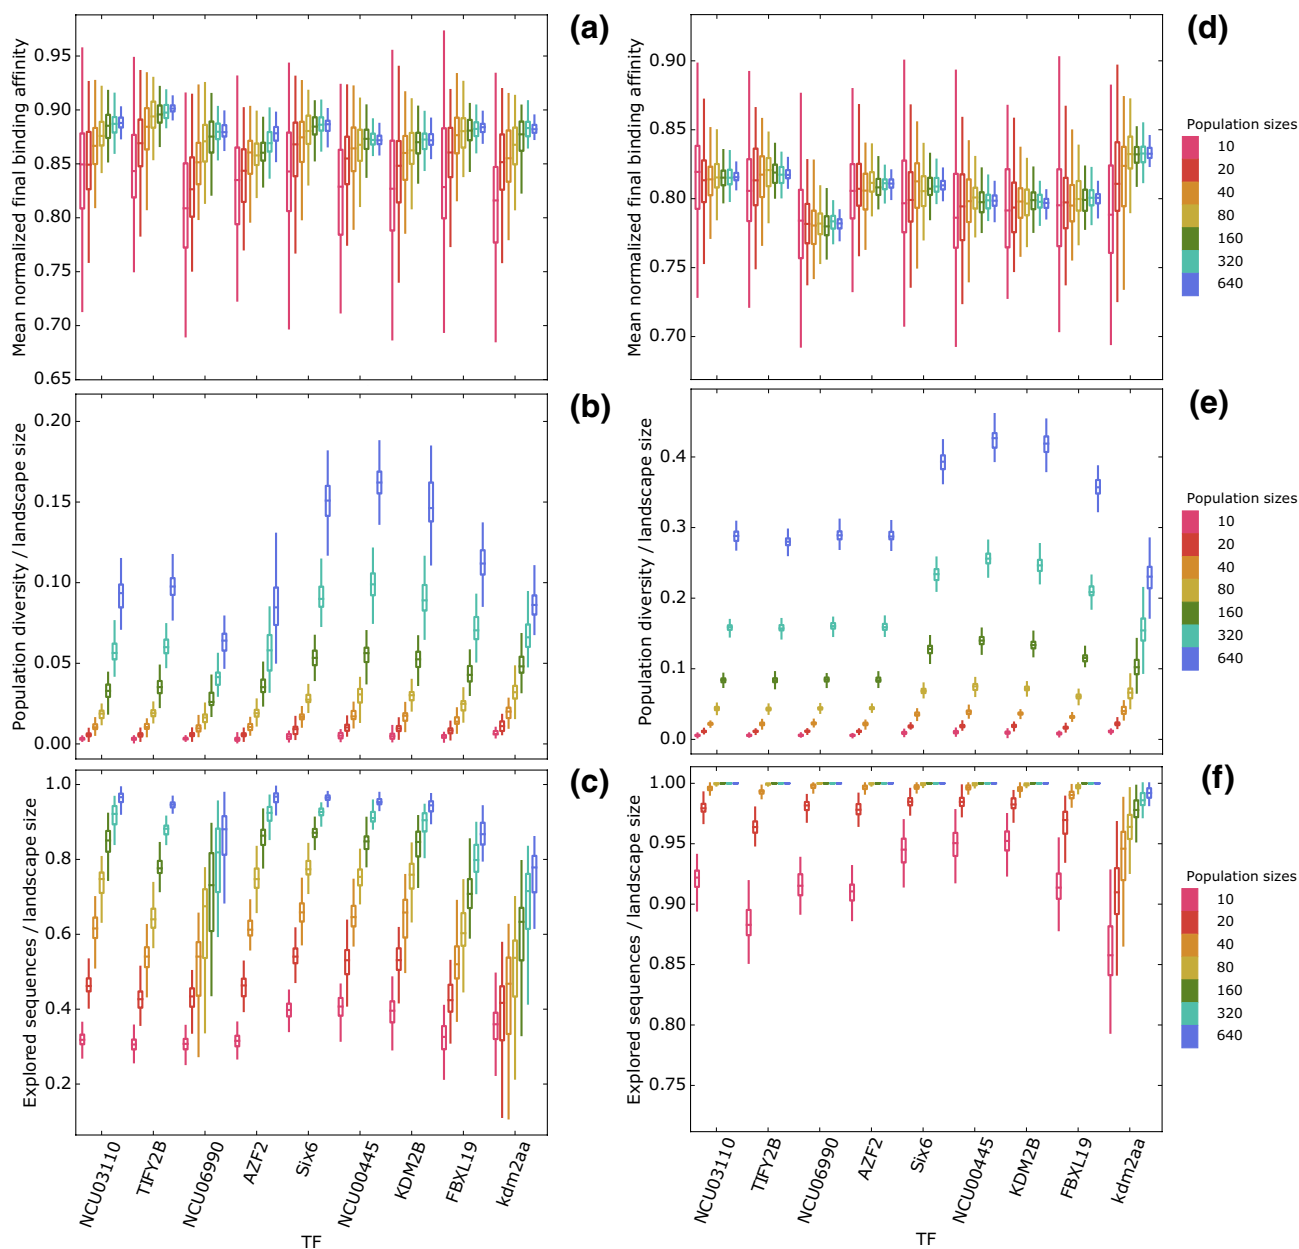 (a)
Mean normalized final binding affinity
0.95
0.90
0.85
0.80
0.75
0.70
0.65
(b)
Population diversity / landscape size
0.20
0.15
0.10
0.05
0.00
(c)
Explored sequences / landscape size
1.0
0.8
0.6
0.4
0.2
NCU03110
TIFY2B
NCU06990
AZF2
Six6
NCU00445
KDM2B
FBXL19
kdm2aa
TF
(d)
Mean normalized final binding affinity
0.90
0.85
0.80
0.75
0.70
Population sizes
10
20
40
80
160
320
640
(e)
Population diversity / landscape size
0.4
0.3
0.2
0.1
0.0
Population sizes
10
20
40
80
160
320
640
(f)
Explored sequences / landscape size
1.00
0.95
0.90
0.85
0.80
0.75
Population sizes
10
20
40
80
160
320
640
NCU03110
TIFY2B
NCU06990
AZF2
Six6
NCU00445
KDM2B
FBXL19
kdm2aa
TF